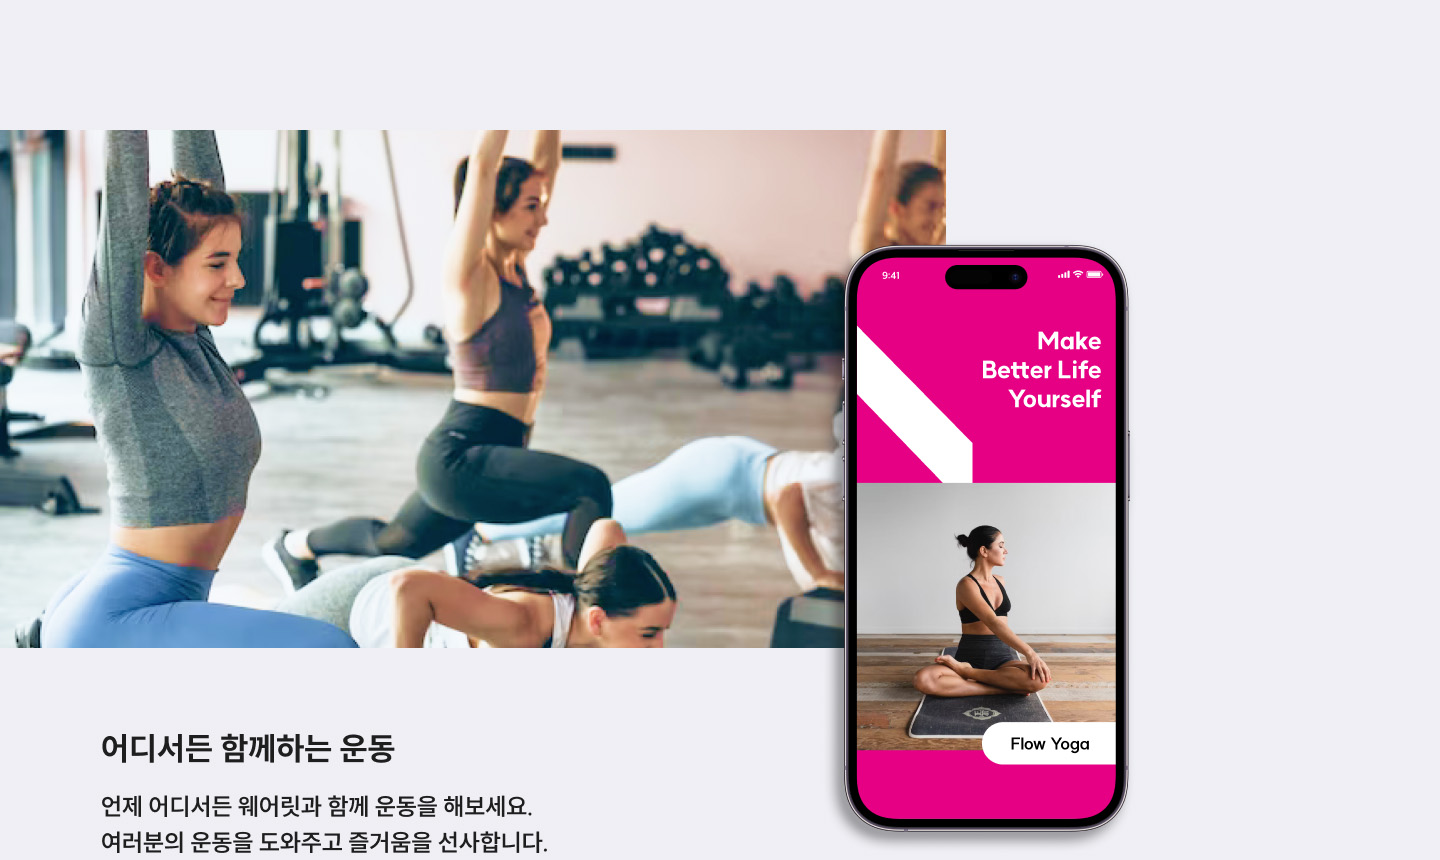 9:41
Make
Better Life
Yourself
Flow Yoga
어디서든 함께하는 운동
언제 어디서든 웨어릿과 함께 운동을 해보세요.
여러분의 운동을 도와주고 즐거움을 선사합니다.